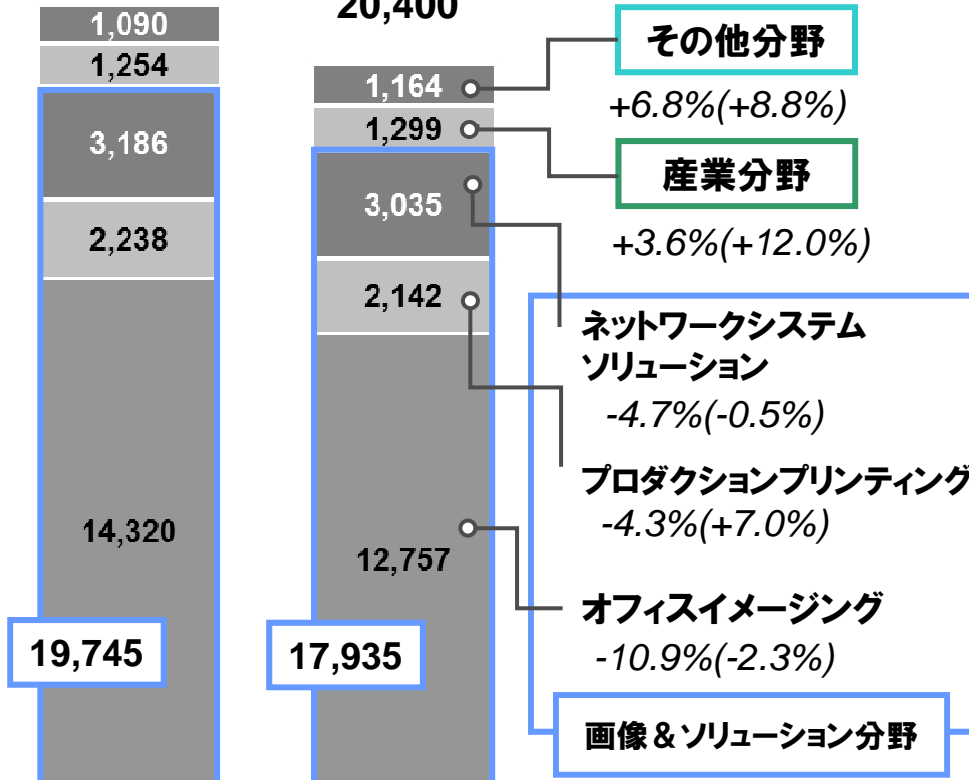 1,090
1,254
3,186
2,238
14,320
19,745
20,400
1,164
1,299
3,035
2,142
12,757
17,935
その他分野
+6.8%(+8.8%)
産業分野
+3.6%(+12.0%)
ネットワークシステム
ソリューション
-4.7%(-0.5%)
プロダクションプリンティング
-4.3%(+7.0%)
オフィスイメージング
-10.9%(-2.3%)
画像&ソリューション分野